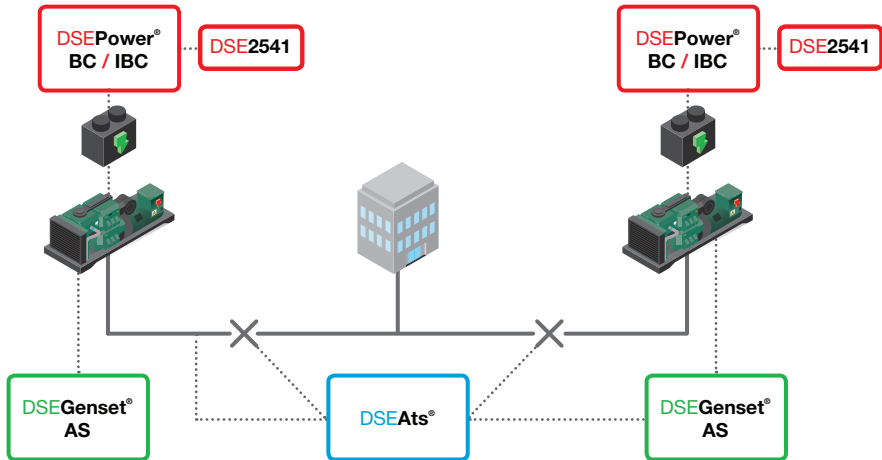 DSEPower®
BC / IBC
DSE2541
DSEPower®
BC / IBC
DSE2541
DSEGenset®
AS
DSEAts®
DSEGenset®
AS